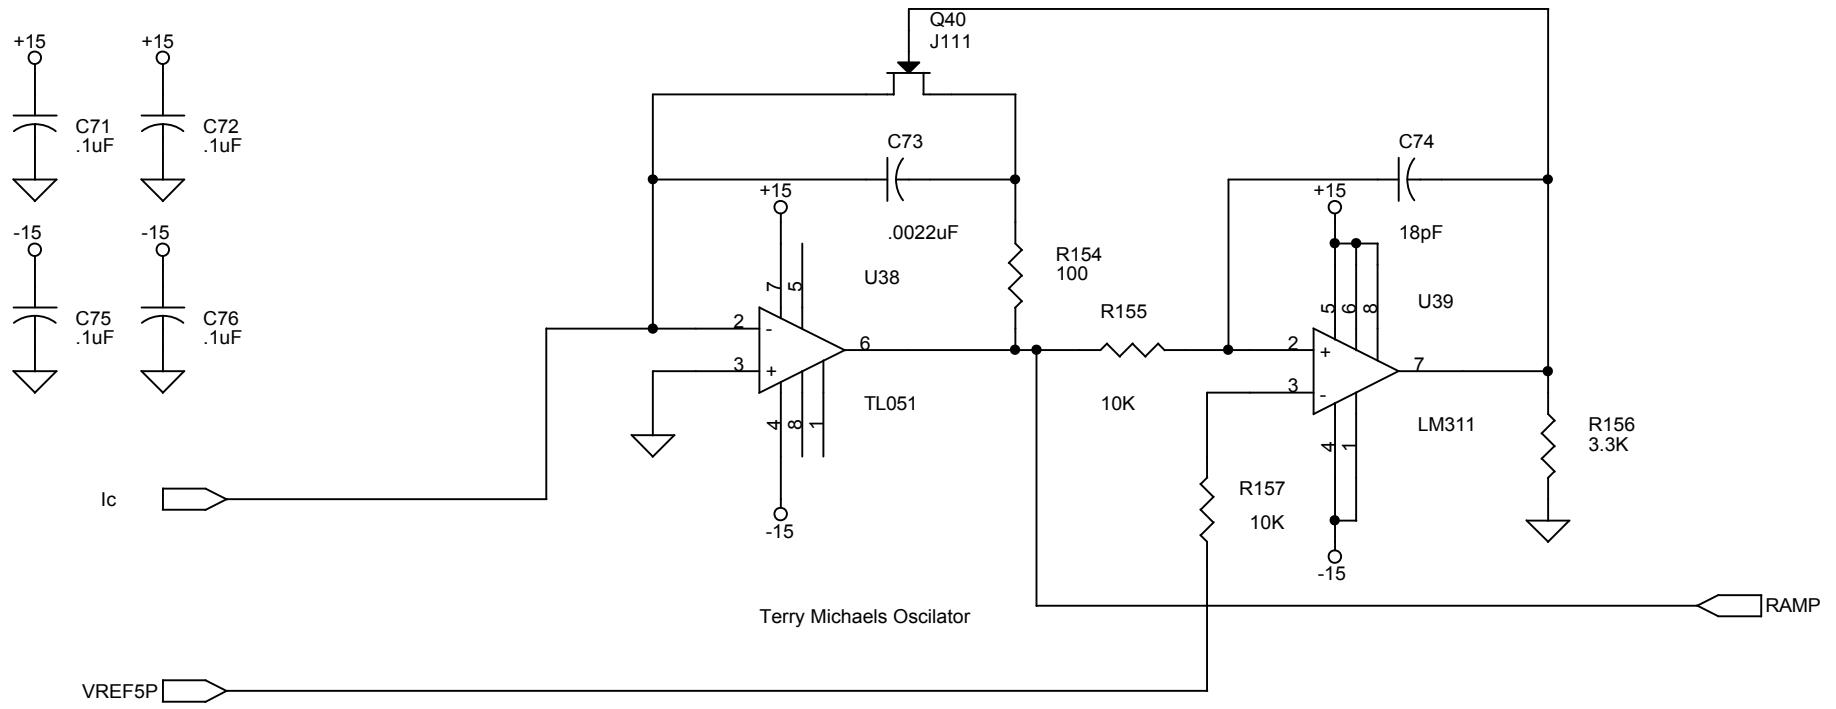 Q40
J111
+15
+15
C71
.1uF
C72
.1uF
C73
C74
+15
+15
.0022uF
18pF
-15
-15
R154
100
U38
7
5
R155
U39
5
6
8
C75
.1uF
C76
.1uF
2
-
6
2
+
3
+
7
3
-
TL051
10K
LM311
R156
3.3K
4
8
1
4
1
Ic
R157
10K
-15
-15
Terry Michaels Oscilator
RAMP
VREF5P